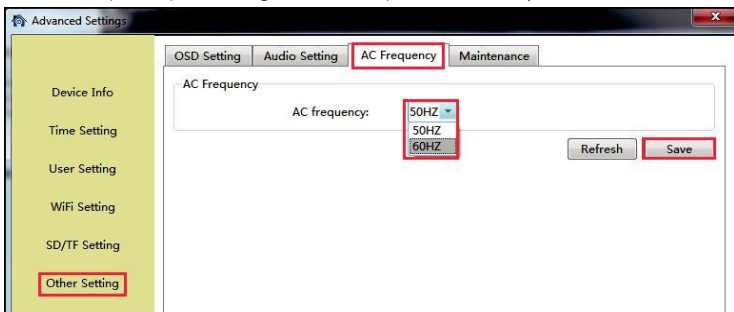 Advanced Settings
x
OSD Setting Audio Setting AC Frequency Maintenance
AC Frequency
Device Info
AC frequency: 50HZ
50HZ
60HZ
Time Setting
Refresh Save
User Setting
WiFi Setting
SD/TF Setting
Other Setting